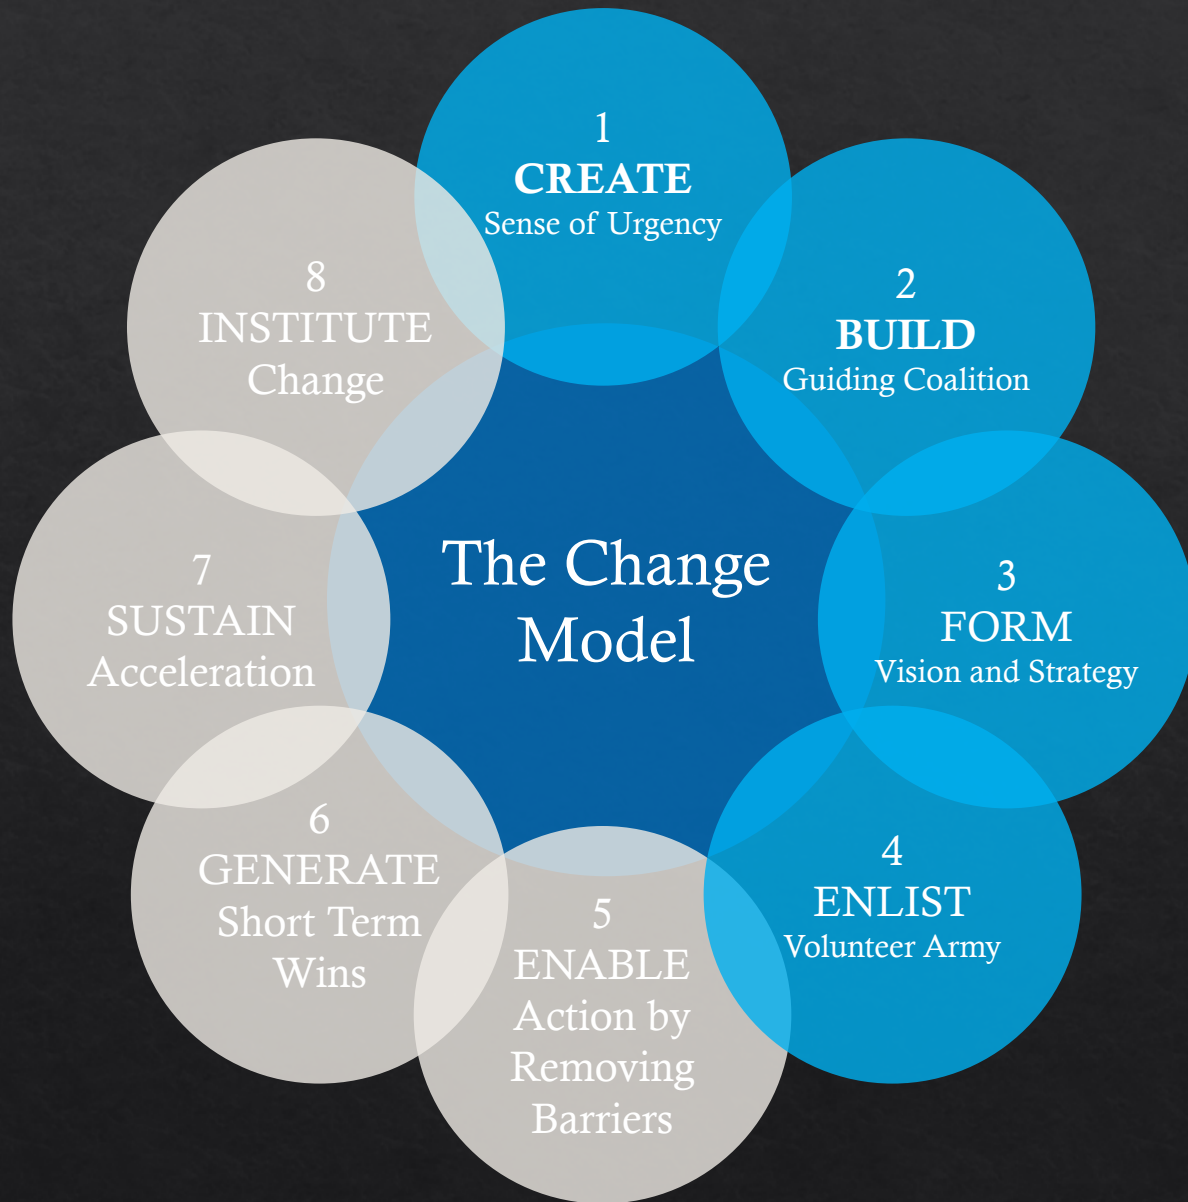 The Change
Model
1
CREATE
Sense of Urgency
2
BUILD
Guiding Coalition
3
FORM
Vision and Strategy
4
ENLIST
Volunteer Army
5
ENABLE
Action by
Removing
Barriers
6
GENERATE
Short Term
Wins
7
SUSTAIN
Acceleration
8
INSTITUTE
Change